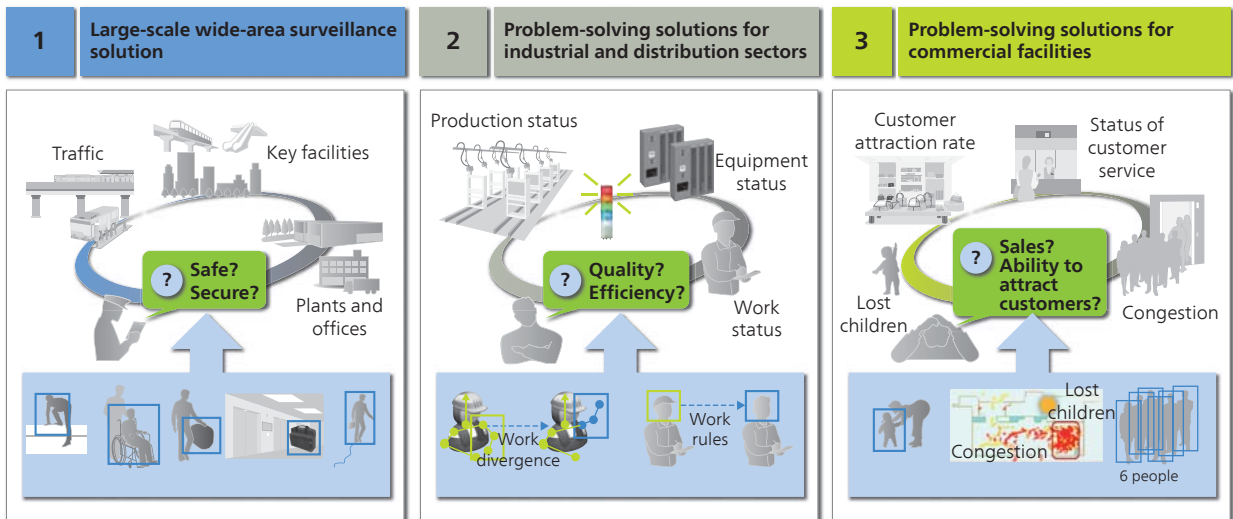 1
Large-scale wide-area surveillance
solution
Traffic
Key facilities
?
Safe?
Secure?
Plants and
offices
2
Problem-solving solutions for
industrial and distribution sectors
Production status
Equipment
status
?
Quality?
Efficiency?
Work
status
Work
divergence
Work
rules
3
Problem-solving solutions for
commercial facilities
Customer
attraction rate
Status of
customer
service
?
Sales?
Ability to
attract
customers?
Lost
children
Congestion
Lost
children
Congestion
6 people